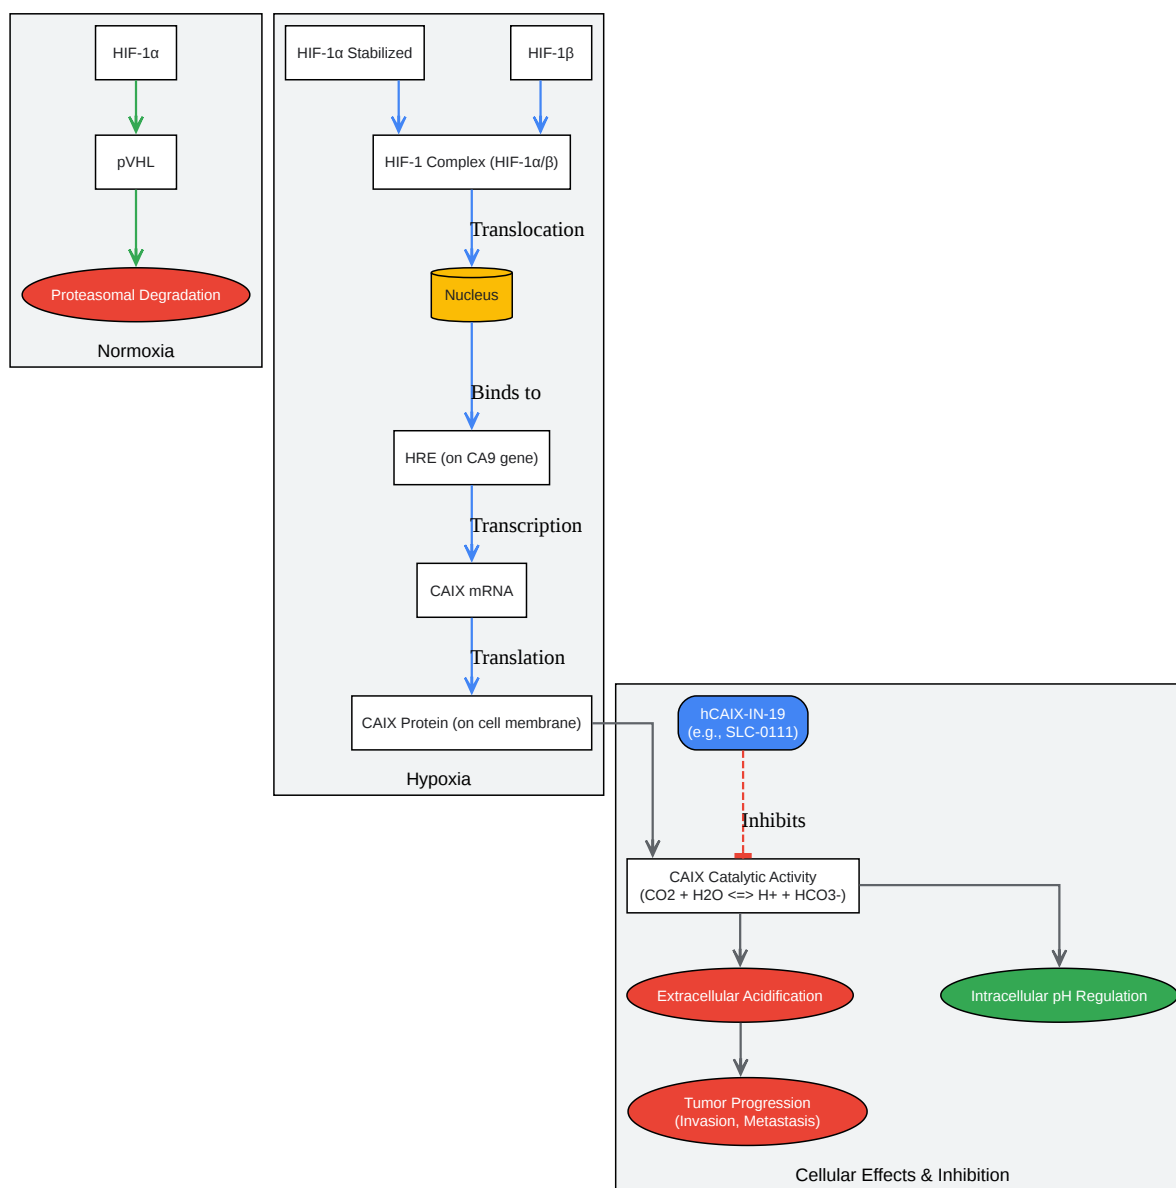 HIF-1α
pVHL
Proteasomal Degradation
Normoxia
HIF-1α Stabilized
HIF-1β
HIF-1 Complex (HIF-1α/β)
Translocation
Nucleus
Binds to
HRE (on CA9 gene)
Transcription
CAIX mRNA
Translation
CAIX Protein (on cell membrane)
Hypoxia
hCAIX-IN-19
(e.g., SLC-0111)
Inhibits
CAIX Catalytic Activity
(CO2 + H2O <=> H+ + HCO3-)
Extracellular Acidification
Intracellular pH Regulation
Tumor Progression
(Invasion, Metastasis)
Cellular Effects & Inhibition